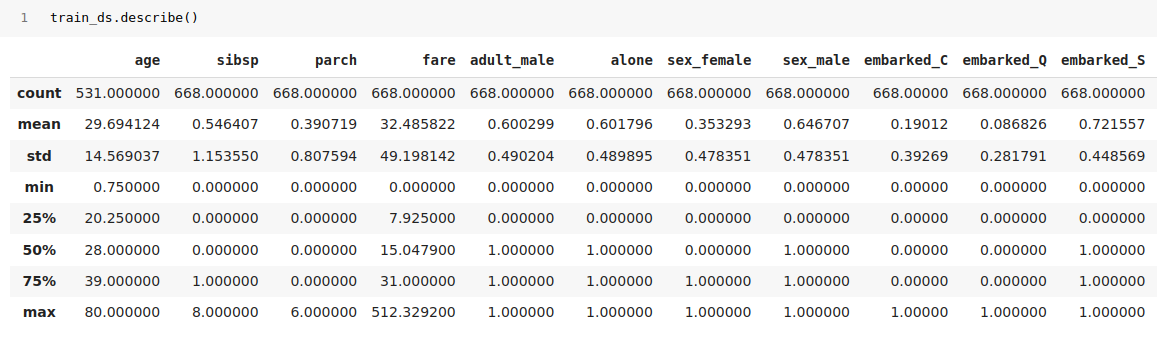 1 train_ds.describe()
age sibsp parch fare adult_male alone sex_female sex_male embarked_C embarked_Q embarked_S
count 531.000000 668.000000 668.000000 668.000000 668.000000 668.000000 668.000000 668.000000 668.00000 668.000000 668.000000
mean 29.694124 0.546407 0.390719 32.485822 0.600299 0.601796 0.353293 0.646707 0.19012 0.086826 0.721557
std 14.569037 1.153550 0.807594 49.198142 0.490204 0.489895 0.478351 0.478351 0.39269 0.281791 0.448569
min 0.750000 0.000000 0.000000 0.000000 0.000000 0.000000 0.000000 0.000000 0.00000 0.000000 0.000000
25% 20.250000 0.000000 0.000000 7.925000 0.000000 0.000000 0.000000 0.000000 0.00000 0.000000 0.000000
50% 28.000000 0.000000 0.000000 15.047900 1.000000 1.000000 0.000000 1.000000 0.00000 0.000000 1.000000
75% 39.000000 1.000000 0.000000 31.000000 1.000000 1.000000 1.000000 1.000000 0.00000 0.000000 1.000000
max 80.000000 8.000000 6.000000 512.329200 1.000000 1.000000 1.000000 1.000000 1.00000 1.000000 1.000000